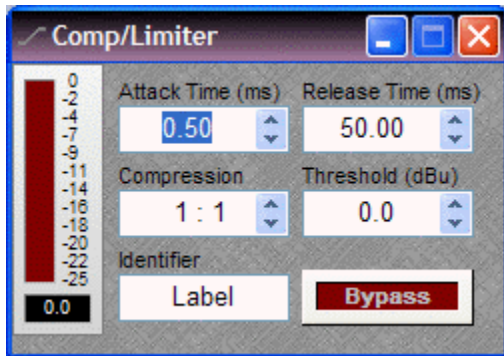 Comp/Limiter
0
-2
-4
-7
-9
-11
-14
-16
-18
-20
-22
-25
0.0
Attack Time (ms) Release Time (ms)
0.50 50.00
Compression Threshold (dBu)
1 : 1 0.0
Identifier
Label Bypass